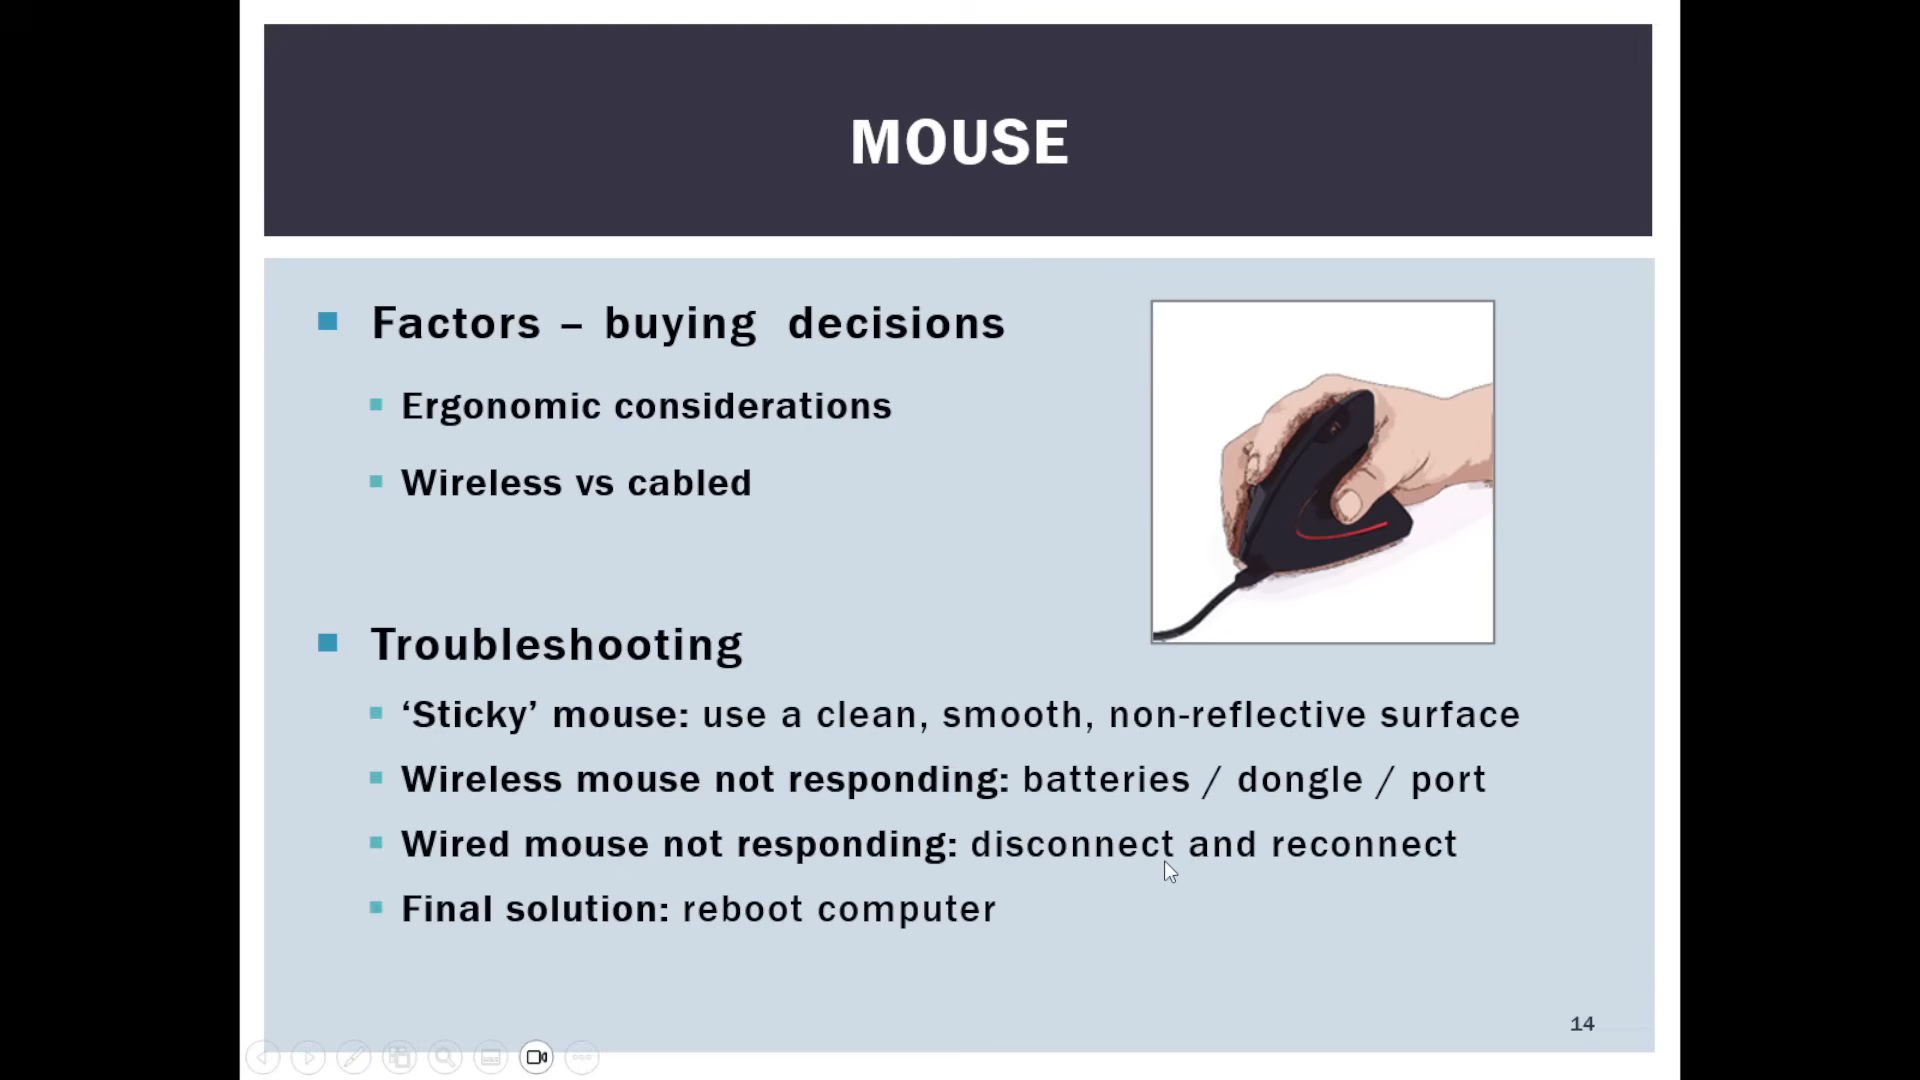 MOUSE
Factors – buying decisions
Ergonomic considerations
Wireless vs cabled
Troubleshooting
‘Sticky’ mouse: use a clean, smooth, non-reflective surface
Wireless mouse not responding: batteries / dongle / port
Wired mouse not responding: disconnect and reconnect
Final solution: reboot computer
14